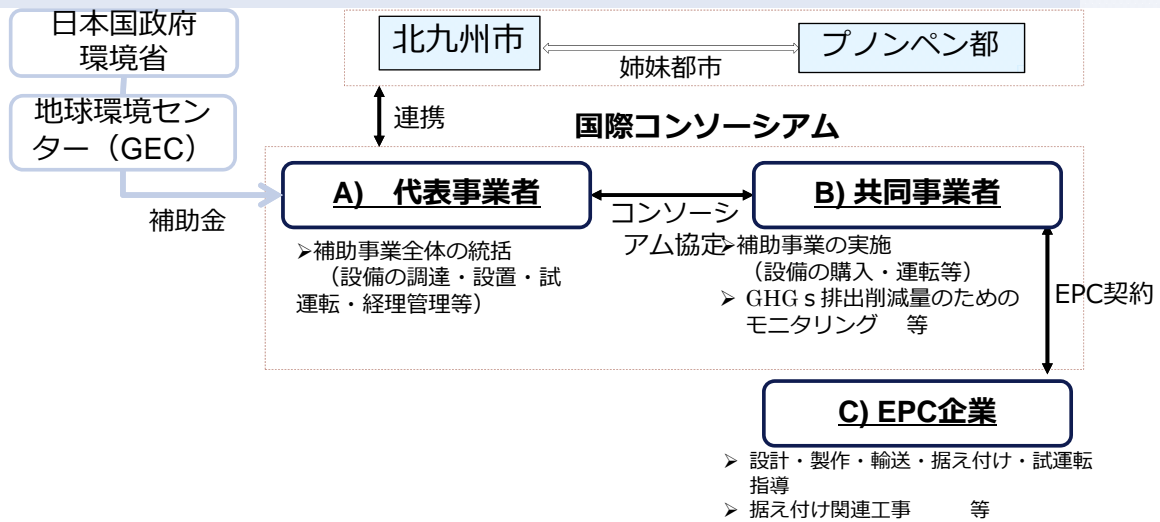 日本国政府
環境省
地球環境セン
ター（GEC）
補助金
北九州市
プノンペン都
姉妹都市
連携
国際コンソーシアム
A)　代表事業者
➢補助事業全体の統括
（設備の調達・設置・試
運転・経理管理等）
コンソーシ
アム協定
B) 共同事業者
➢補助事業の実施
（設備の購入・運転等）
➢ GHGｓ排出削減量のための
モニタリング　等
EPC契約
C) EPC企業
➢ 設計・製作・輸送・据え付け・試運転
指導
➢ 据え付け関連工事　　　等